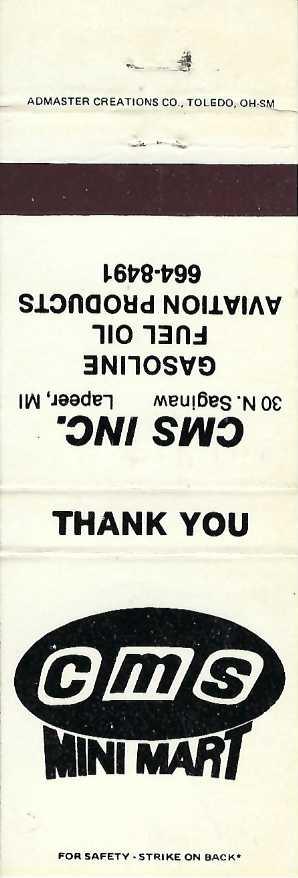 ADMASTER CREATIONS CO., TOLEDO, OH-SM
CMS INC.
30 N. Saginaw Lapeer, MI
GASOLINE
FUEL OIL
AVIATION PRODUCTS
664-8491
THANK YOU
cms
MINI MART
FOR SAFETY - STRIKE ON BACK*